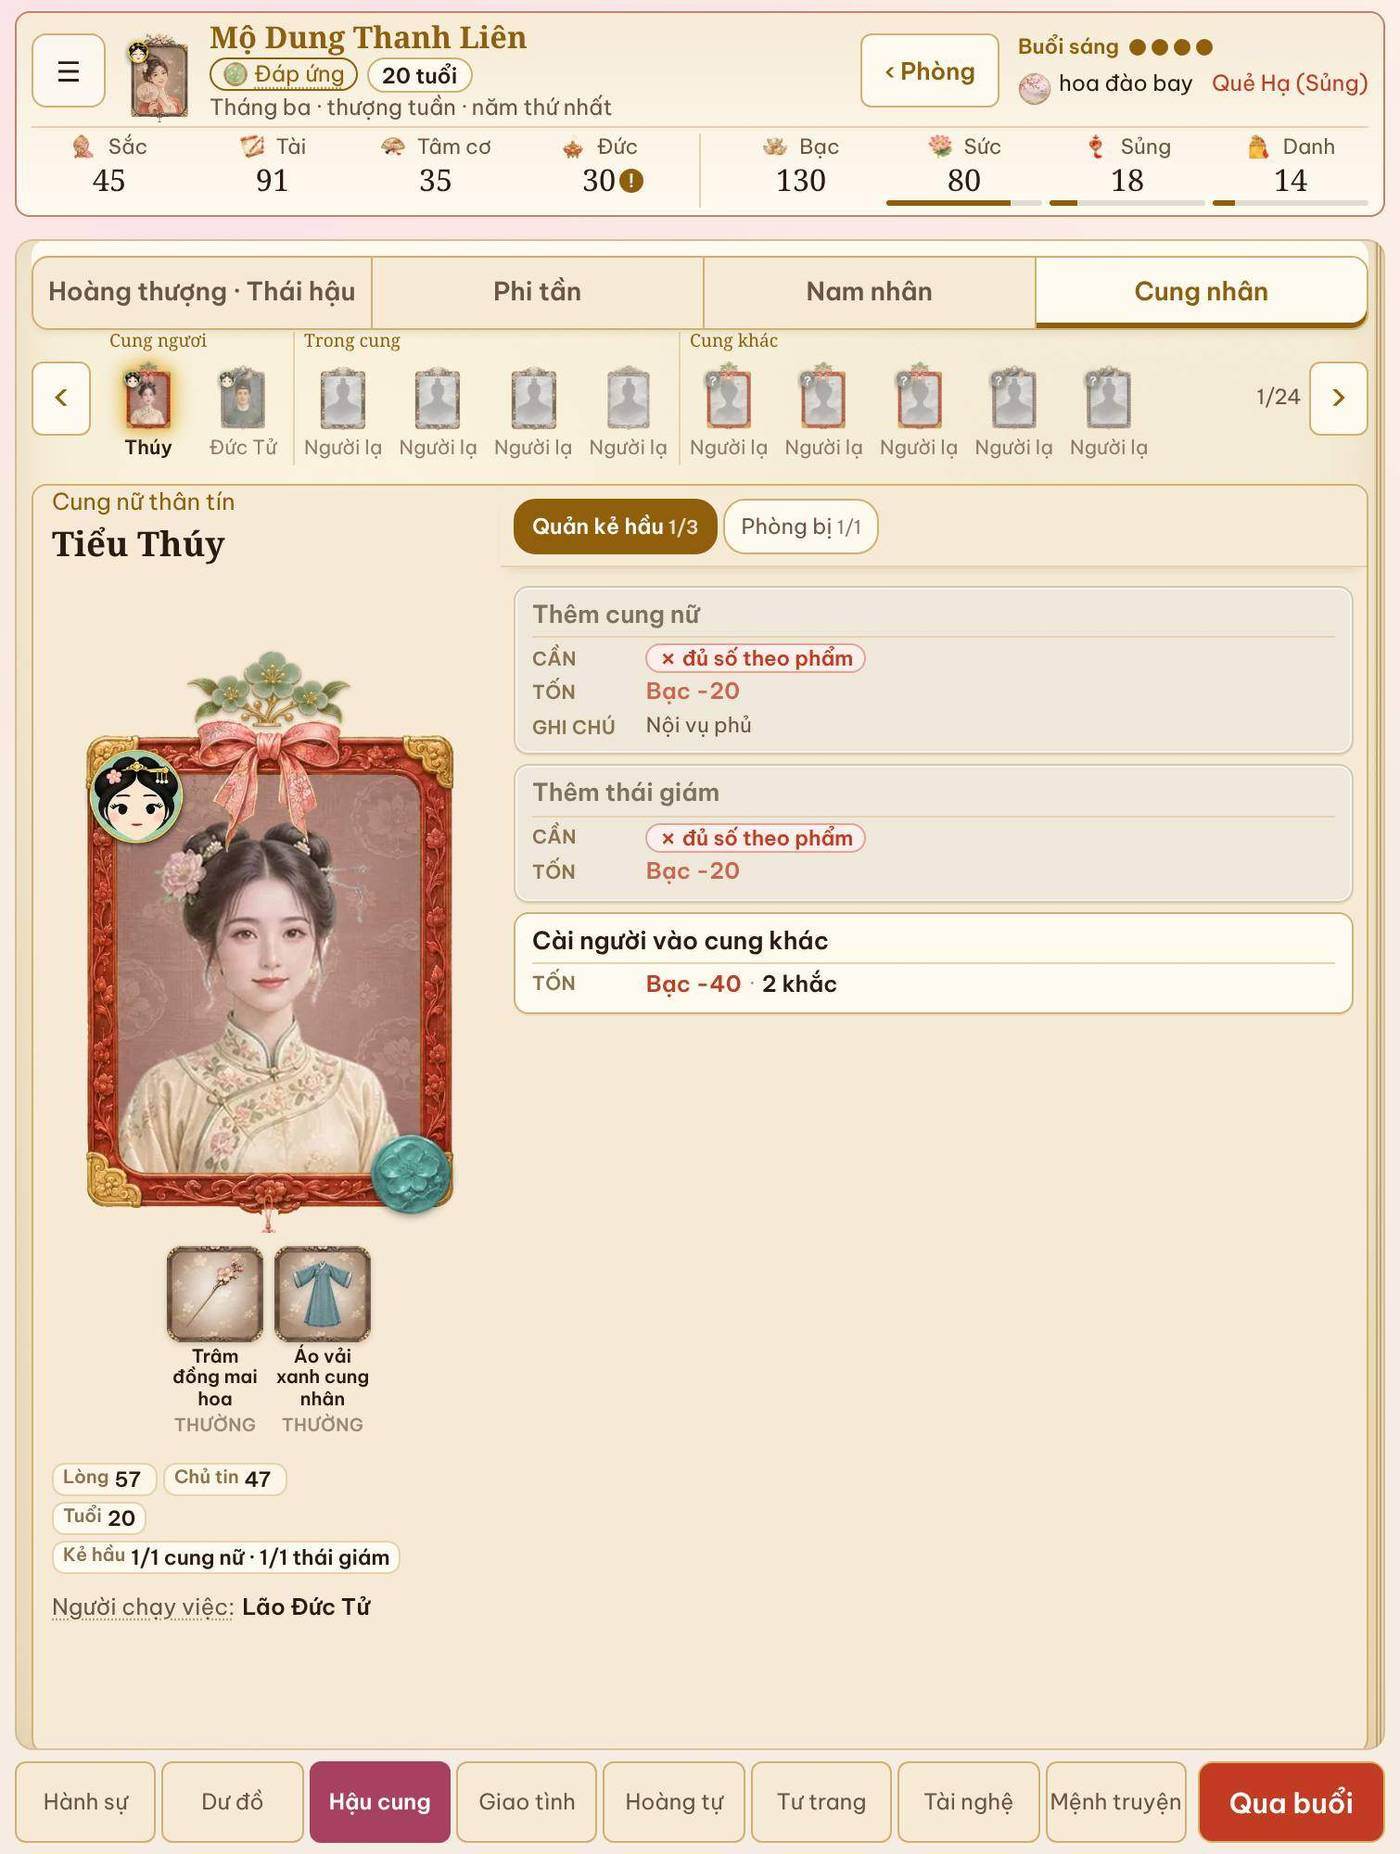 ☰
Mộ Dung Thanh Liên
Đáp ứng
20 tuổi
Tháng ba · thượng tuần · năm thứ nhất
‹ Phòng
Buổi sáng
hoa đào bay
Quẻ Hạ (Sủng)
Sắc
45
Tài
91
Tâm cơ
35
Đức
30 !
Bạc
130
Sức
80
Sủng
18
Danh
14
Hoàng thượng · Thái hậu
Phi tần
Nam nhân
Cung nhân
Cung ngươi
Trong cung
Cung khác
‹
? ? ? ? ?
1/24
›
Thúy
Đức Tử
Người lạ
Người lạ
Người lạ
Người lạ
Người lạ
Người lạ
Người lạ
Người lạ
Người lạ
Cung nữ thân tín
Tiểu Thúy
Quản kẻ hầu 1/3
Phòng bị 1/1
Thêm cung nữ
CẦN × đủ số theo phẩm
TỐN Bạc -20
GHI CHÚ Nội vụ phủ
Thêm thái giám
CẦN × đủ số theo phẩm
TỐN Bạc -20
Cài người vào cung khác
TỐN Bạc -40 · 2 khắc
Trâm
đồng mai
hoa
THƯỜNG
Áo vải
xanh cung
nhân
THƯỜNG
Lòng 57
Chủ tin 47
Tuổi 20
Kẻ hầu 1/1 cung nữ · 1/1 thái giám
Người chạy việc: Lão Đức Tử
Hành sự
Dư đồ
Hậu cung
Giao tình
Hoàng tự
Tư trang
Tài nghệ
Mệnh truyện
Qua buổi